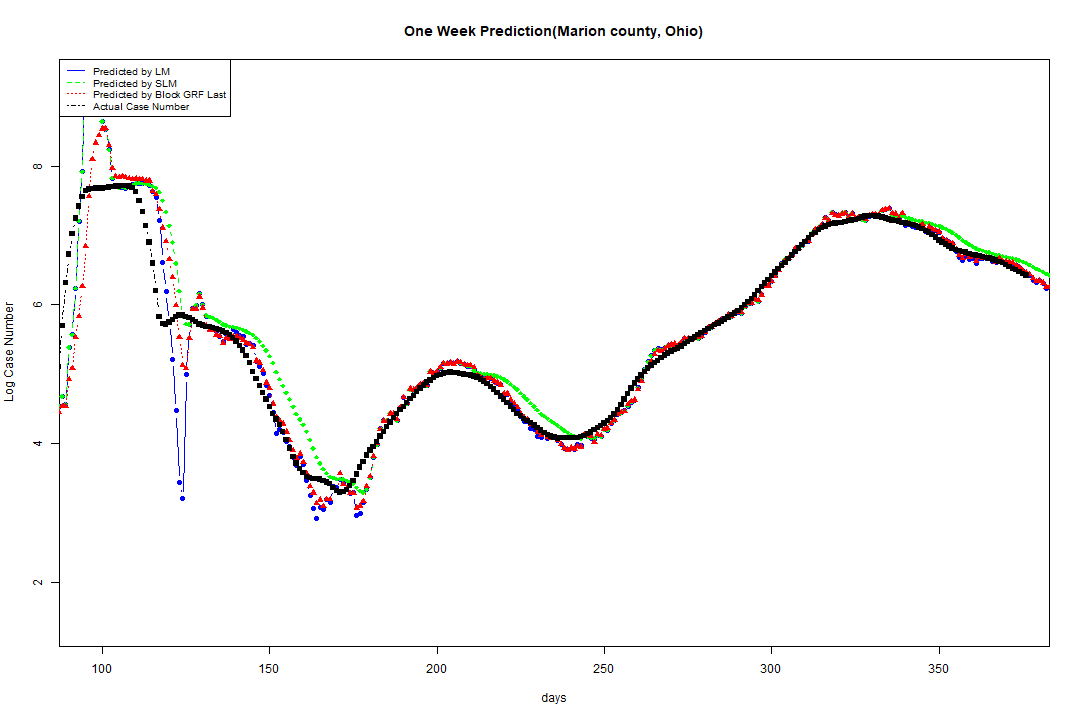 One Week Prediction(Marion county, Ohio)
Predicted by LM
Predicted by SLM
Predicted by Block GRF Last
Actual Case Number
8
6
4
2
Log Case Number
100 150 200 250 300 350
days